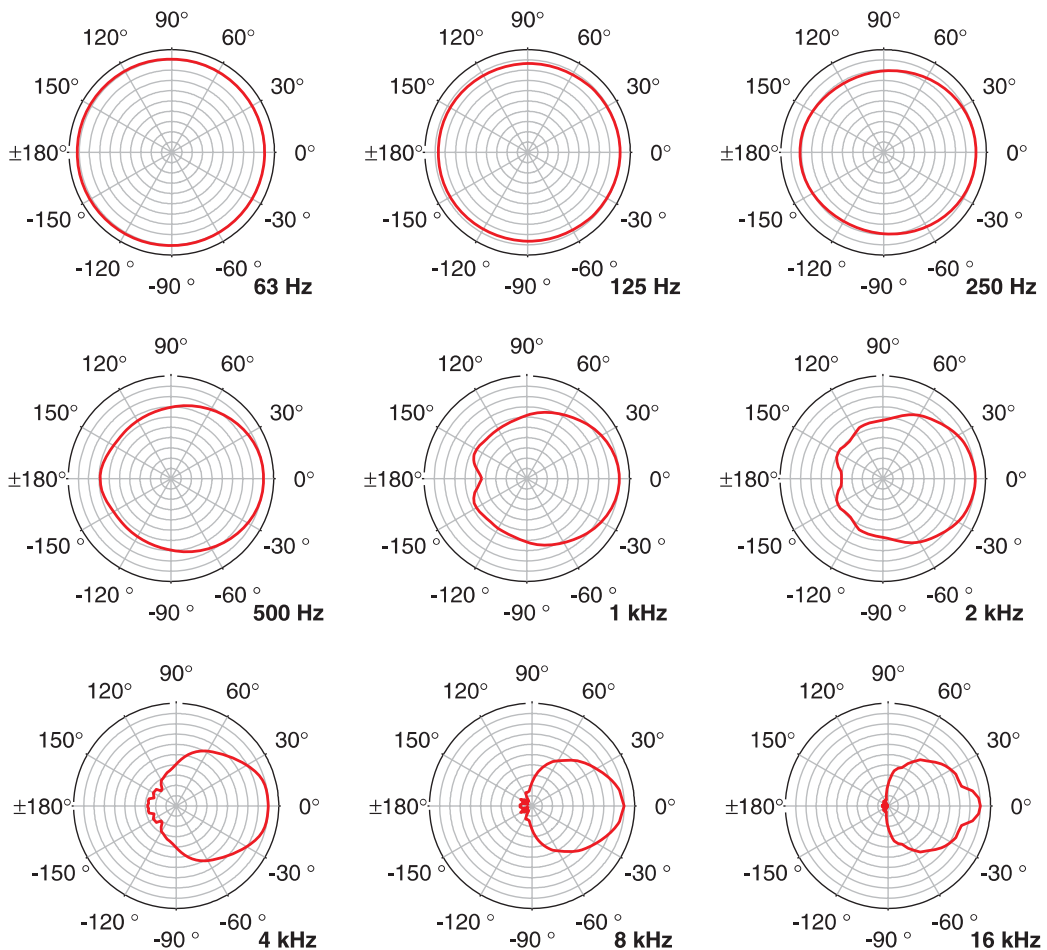 90° 90° 90°
120° 60° 120° 60° 120° 60°
150° 30° 150° 30° 150° 30°
±180° 0° ±180° 0° ±180° 0°
-150 ° -30 ° -150 ° -30 ° -150 ° -30 °
-120 ° -60 ° -120 ° -60 ° -120 ° -60 °
-90 ° 63 Hz -90 ° 125 Hz -90 ° 250 Hz
90° 90° 90°
120° 60° 120° 60° 120° 60°
150° 30° 150° 30° 150° 30°
±180° 0° ±180° 0° ±180° 0°
-150 ° -30 ° -150 ° -30 ° -150 ° -30 °
-120 ° -60 ° -120 ° -60 ° -120 ° -60 °
-90 ° 500 Hz -90 ° 1 kHz -90 ° 2 kHz
90° 90° 90°
120° 60° 120° 60° 120° 60°
150° 30° 150° 30° 150° 30°
±180° 0° ±180° 0° ±180° 0°
-150 ° -30 ° -150 ° -30 ° -150 ° -30 °
-120 ° -60 ° -120 ° -60 ° -120 ° -60 °
-90 ° 4 kHz -90 ° 8 kHz -90 ° 16 kHz